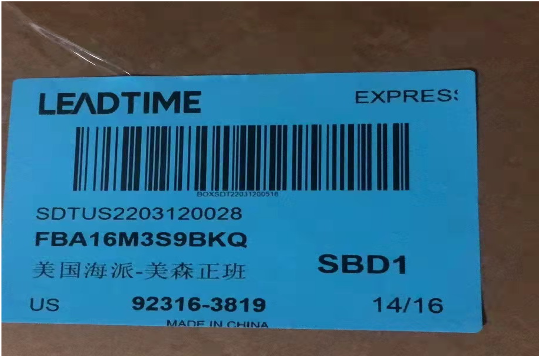 LEADTIME EXPRESS
BOXSDT22031200516
SDTUS2203120028
FBA16M3S9BKQ
美国海派-美森正班 SBD1
US 92316-3819 14/16
MADE IN CHINA